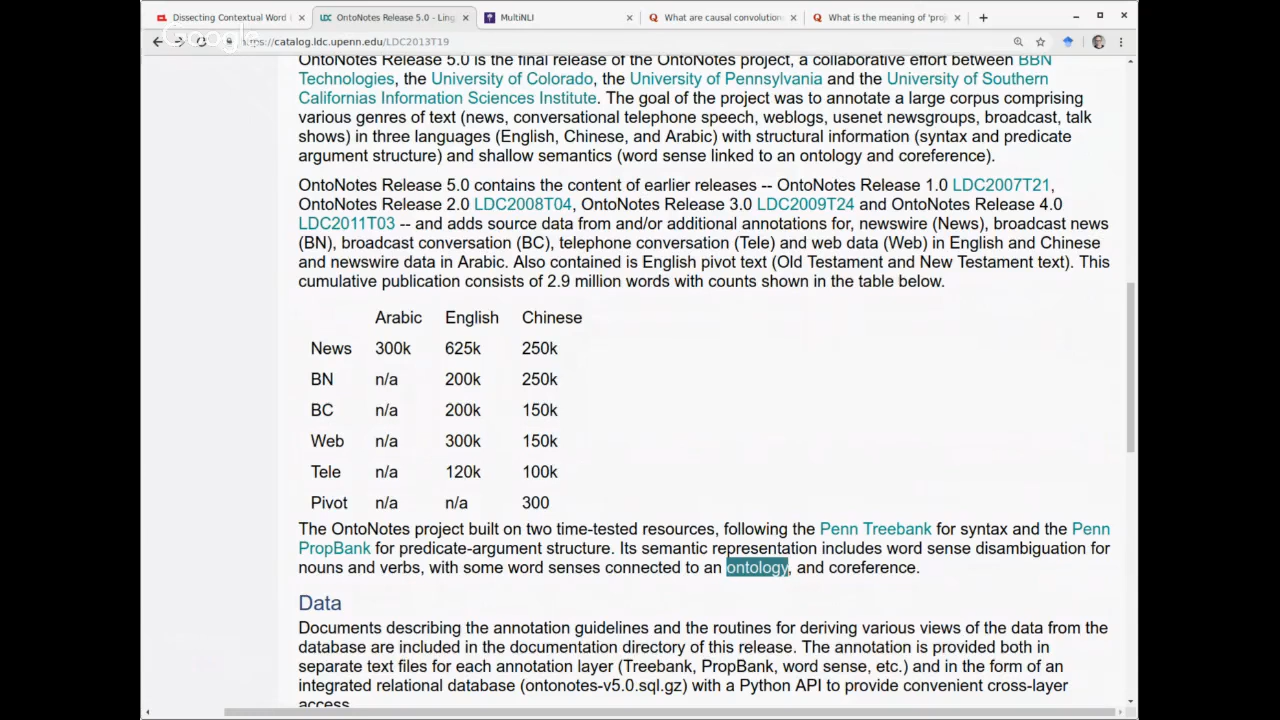 Dissecting Contextual Word
OntoNotes Release 5.0 - Ling
MultiNLI
What are causal convolution
What is the meaning of 'proj
Google
https://catalog.ldc.upenn.edu/LDC2013T19
OntoNotes Release 5.0 is the final release of the OntoNotes project, a collaborative effort between BBN
Technologies, the University of Colorado, the University of Pennsylvania and the University of Southern
Californias Information Sciences Institute. The goal of the project was to annotate a large corpus comprising
various genres of text (news, conversational telephone speech, weblogs, usenet newsgroups, broadcast, talk
shows) in three languages (English, Chinese, and Arabic) with structural information (syntax and predicate
argument structure) and shallow semantics (word sense linked to an ontology and coreference).
OntoNotes Release 5.0 contains the content of earlier releases -- OntoNotes Release 1.0 LDC2007T21,
OntoNotes Release 2.0 LDC2008T04, OntoNotes Release 3.0 LDC2009T24 and OntoNotes Release 4.0
LDC2011T03 -- and adds source data from and/or additional annotations for, newswire (News), broadcast news
(BN), broadcast conversation (BC), telephone conversation (Tele) and web data (Web) in English and Chinese
and newswire data in Arabic. Also contained is English pivot text (Old Testament and New Testament text). This
cumulative publication consists of 2.9 million words with counts shown in the table below.
Arabic English Chinese
News 300k 625k 250k
BN n/a 200k 250k
BC n/a 200k 150k
Web n/a 300k 150k
Tele n/a 120k 100k
Pivot n/a n/a 300
The OntoNotes project built on two time-tested resources, following the Penn Treebank for syntax and the Penn
PropBank for predicate-argument structure. Its semantic representation includes word sense disambiguation for
nouns and verbs, with some word senses connected to an ontology, and coreference.
Data
Documents describing the annotation guidelines and the routines for deriving various views of the data from the
database are included in the documentation directory of this release. The annotation is provided both in
separate text files for each annotation layer (Treebank, PropBank, word sense, etc.) and in the form of an
integrated relational database (ontonotes-v5.0.sql.gz) with a Python API to provide convenient cross-layer
access.